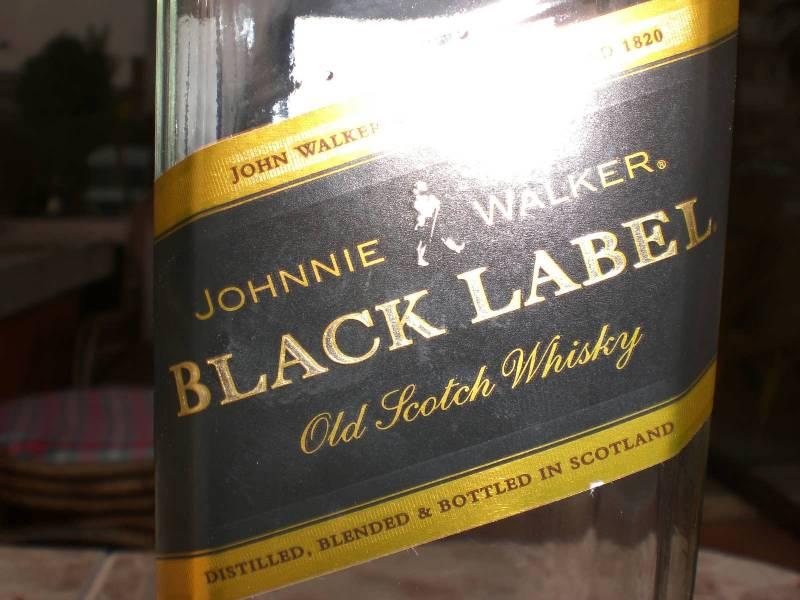 JOHN WALKER 1820
JOHNNIE WALKER®
BLACK LABEL
Old Scotch Whisky
DISTILLED, BLENDED & BOTTLED IN SCOTLAND